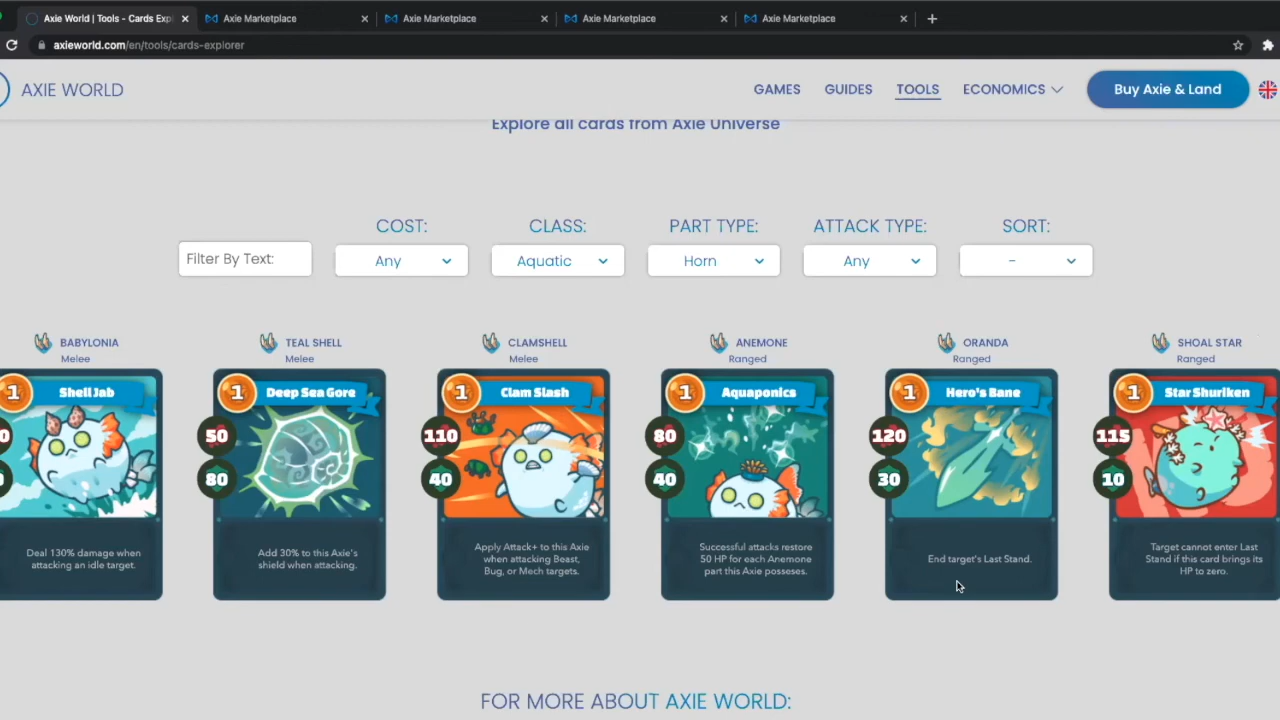 Axie World | Tools - Cards Expl
Axie Marketplace
Axie Marketplace
Axie Marketplace
Axie Marketplace
axieworld.com/en/tools/cards-explorer
AXIE WORLD
GAMES
GUIDES
TOOLS
ECONOMICS
Buy Axie & Land
Explore all cards from Axie Universe
COST:
CLASS:
PART TYPE:
ATTACK TYPE:
SORT:
Filter By Text:
Any
Aquatic
Horn
Any
-
BABYLONIA
Melee
1
Shell Jab
0
Deal 130% damage when
attacking an idle target.
TEAL SHELL
Melee
1
Deep Sea Gore
50
80
Add 30% to this Axie's
shield when attacking.
CLAMSHELL
Melee
1
Clam Slash
110
40
Apply Attack+ to this Axie
when attacking Beast,
Bug, or Mech targets.
ANEMONE
Ranged
1
Aquaponics
80
40
Successful attacks restore
50 HP for each Anemone
part this Axie posseses.
ORANDA
Ranged
1
Hero's Bane
120
30
End target's Last Stand.
SHOAL STAR
Ranged
1
Star Shuriken
115
10
Target cannot enter Last
Stand if this card brings its
HP to zero.
FOR MORE ABOUT AXIE WORLD: